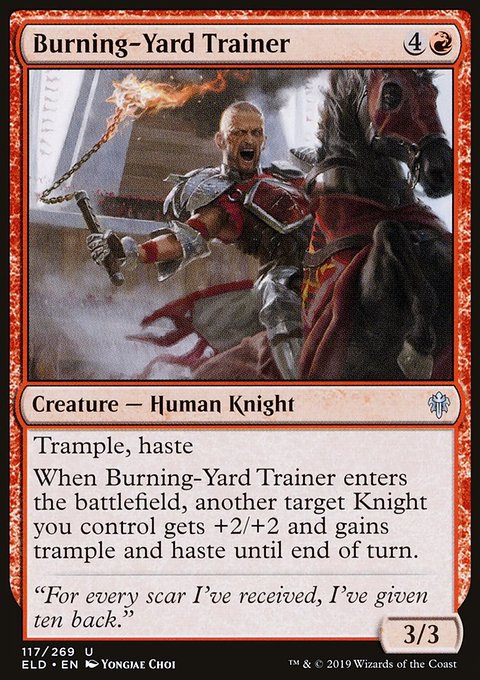 Burning-Yard Trainer 4
Creature — Human Knight
Trample, haste
When Burning-Yard Trainer enters
the battlefield, another target Knight
you control gets +2/+2 and gains
trample and haste until end of turn.
“For every scar I’ve received, I’ve given
ten back.”
3/3
117/269 U
ELD • EN Yongjae Choi
™ & © 2019 Wizards of the Coast